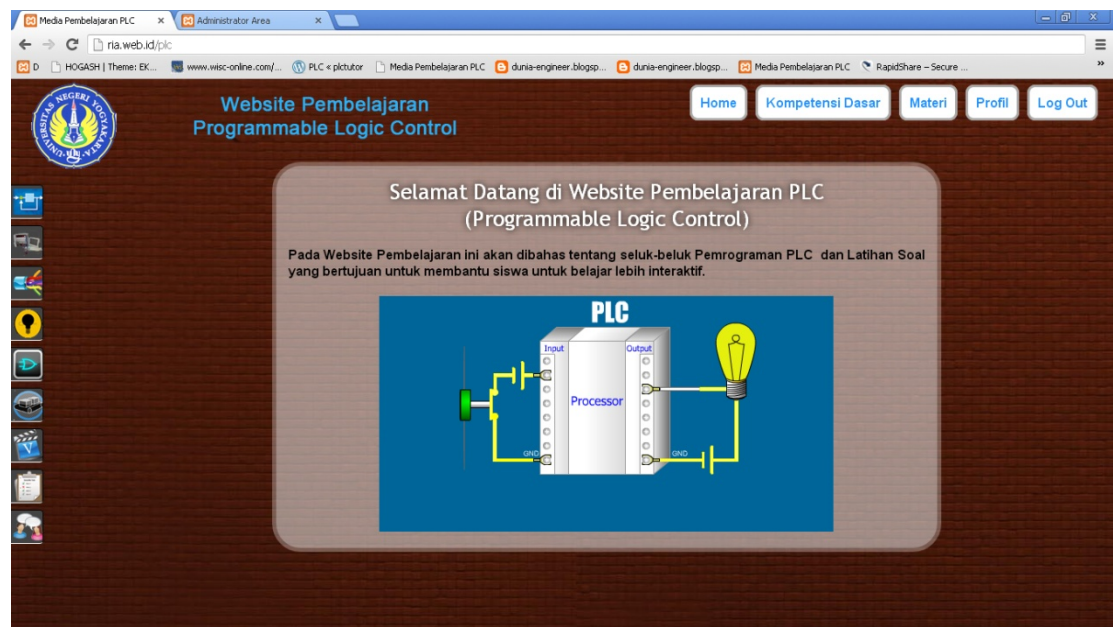 Media Pembelajaran PLC
Administrator Area
ria.web.id/plc
D
HOGASH | Theme: EK...
www.wisc-online.com/...
PLC « plctutor
Media Pembelajaran PLC
dunia-engineer.blogsp...
dunia-engineer.blogsp...
Media Pembelajaran PLC
RapidShare – Secure ...
UNIVERSITAS NEGERI YOGYAKARTA
Website Pembelajaran
Programmable Logic Control
Home
Kompetensi Dasar
Materi
Profil
Log Out
Selamat Datang di Website Pembelajaran PLC
(Programmable Logic Control)
Pada Website Pembelajaran ini akan dibahas tentang seluk-beluk Pemrograman PLC dan Latihan Soal
yang bertujuan untuk membantu siswa untuk belajar lebih interaktif.
PLC
Input
Output
Processor
GND
GND
V